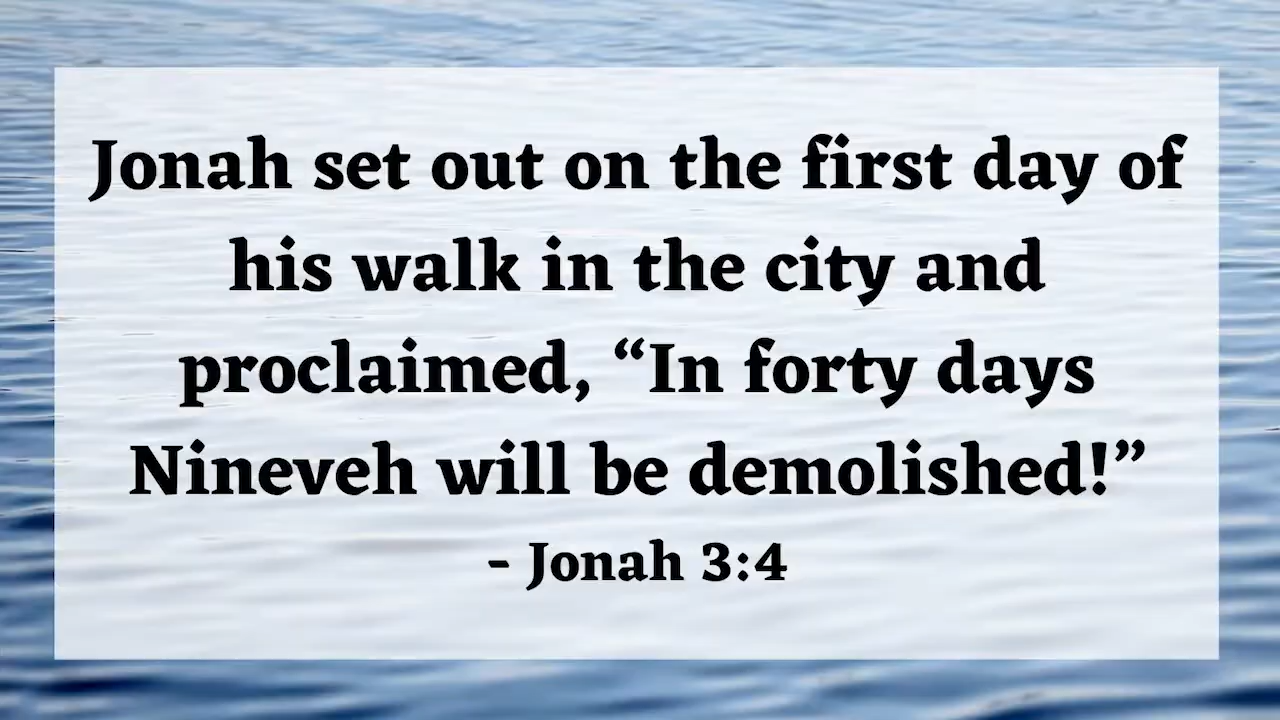 Jonah set out on the first day of
his walk in the city and
proclaimed, “In forty days
Nineveh will be demolished!”
- Jonah 3:4